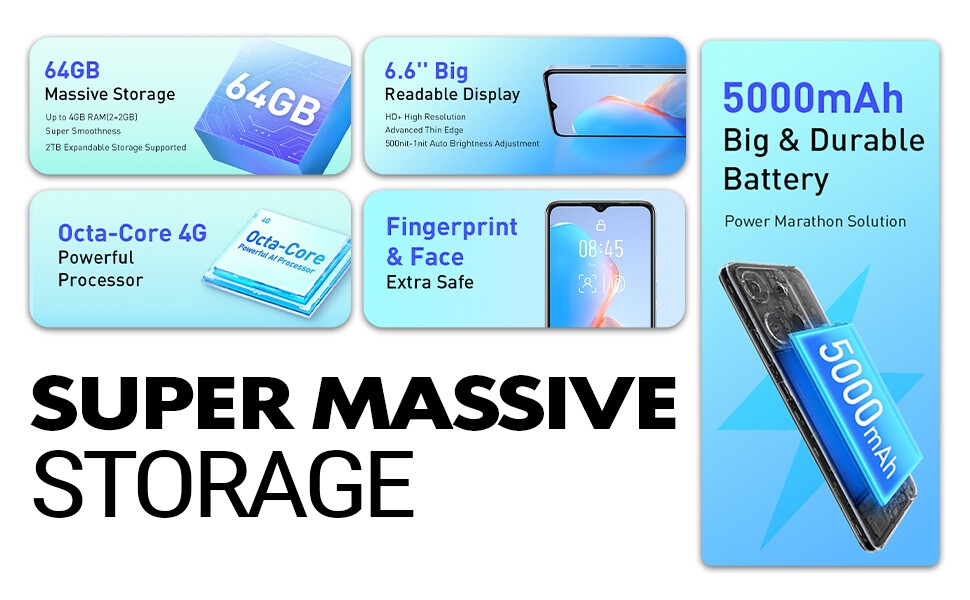 64GB
Massive Storage
Up to 4GB RAM(2+2GB)
Super Smoothness
2TB Expandable Storage Supported
64GB
6.6'' Big
Readable Display
HD+ High Resolution
Advanced Thin Edge
500nit-1nit Auto Brightness Adjustment
Octa-Core 4G
Powerful
Processor
4G
Octa-Core
Powerful AI Processor
Fingerprint
& Face
Extra Safe
08:45
5000mAh
Big & Durable
Battery
Power Marathon Solution
5000mAh
SUPER MASSIVE
STORAGE